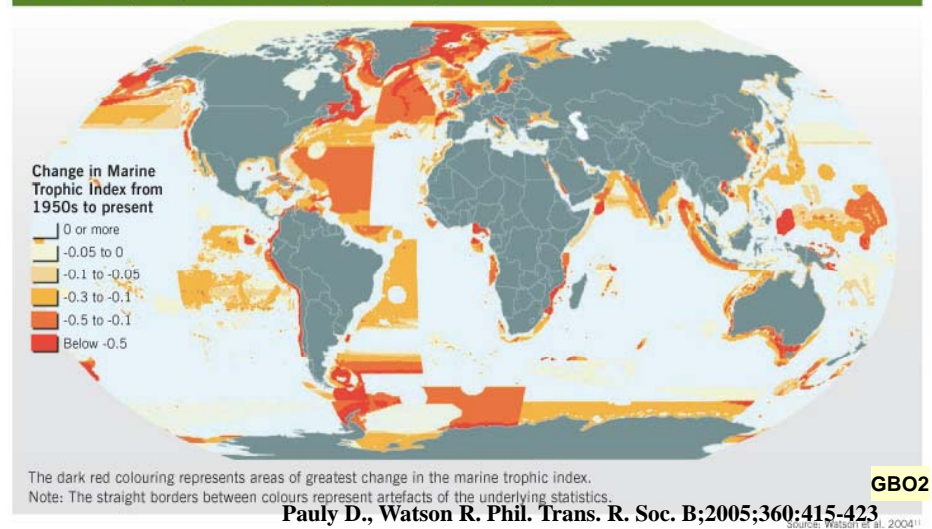 Change in Marine
Trophic Index from
1950s to present
0 or more
-0.05 to 0
-0.1 to -0.05
-0.3 to -0.1
-0.5 to -0.1
Below -0.5
The dark red colouring represents areas of greatest change in the marine trophic index.
Note: The straight borders between colours represent artefacts of the underlying statistics.
GBO2
Pauly D., Watson R. Phil. Trans. R. Soc. B;2005;360:415-423
Source: Watson et al. 2004